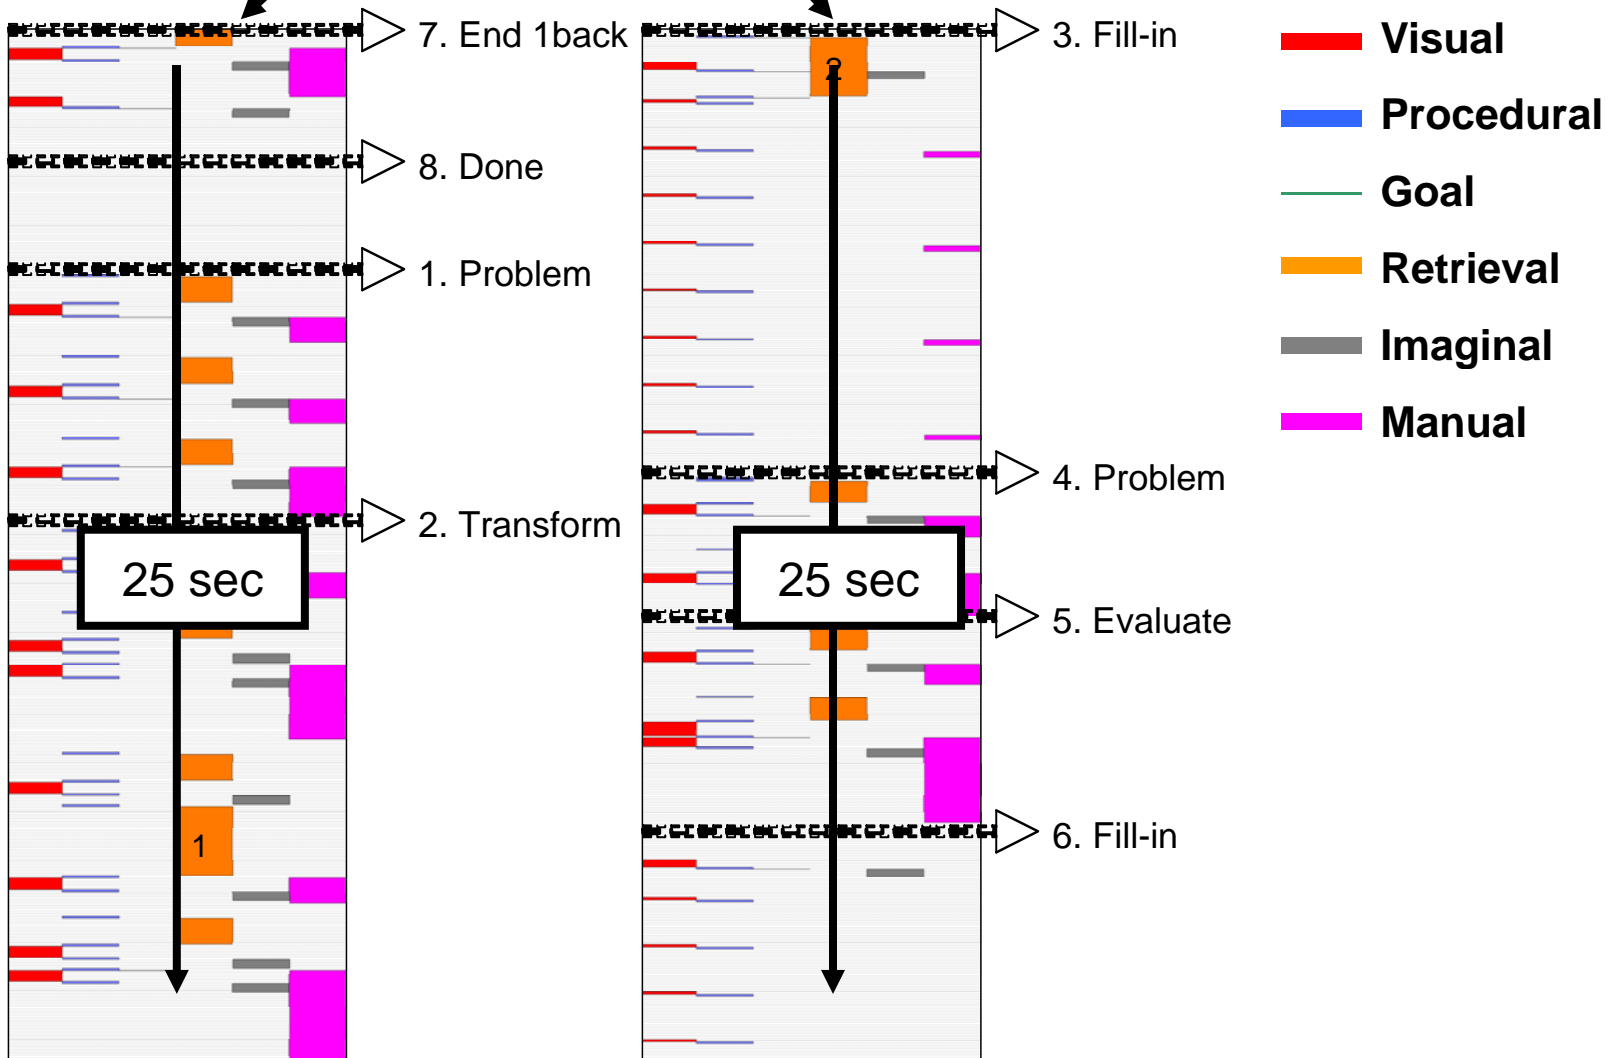 7. End 1back
8. Done
1. Problem
2. Transform
25 sec
1
3. Fill-in
2
4. Problem
25 sec
5. Evaluate
6. Fill-in
Visual
Procedural
Goal
Retrieval
Imaginal
Manual